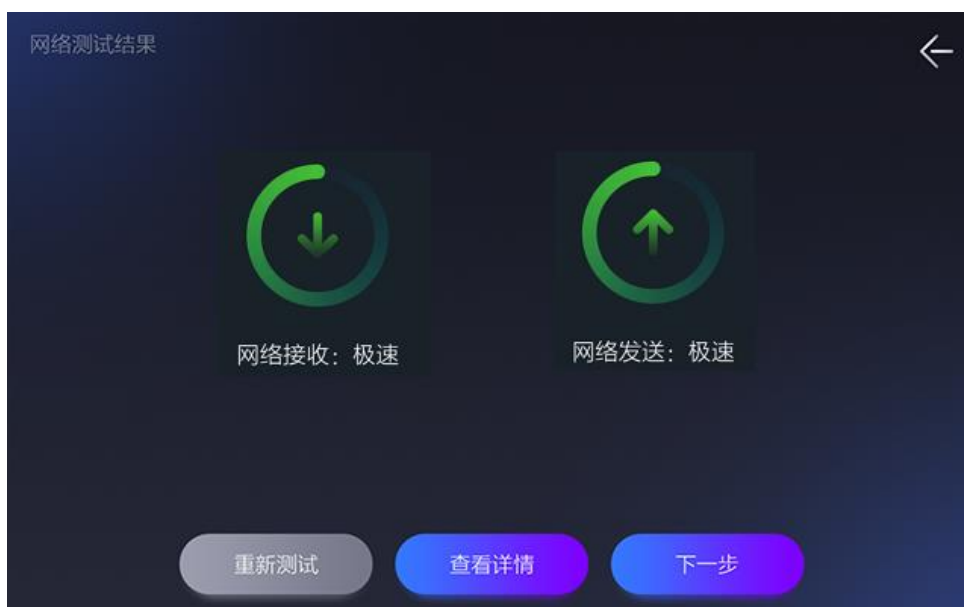 网络测试结果
网络接收：极速
网络发送：极速
重新测试
查看详情
下一步